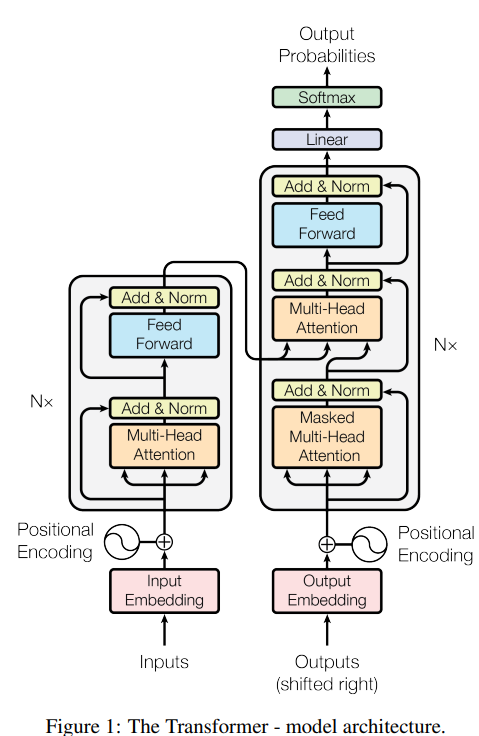 Output
Probabilities
Softmax
Linear
Add & Norm
Feed
Forward
Add & Norm
Multi-Head
Attention
Add & Norm
Masked
Multi-Head
Attention
N×
Add & Norm
Feed
Forward
Add & Norm
Multi-Head
Attention
N×
Positional
Encoding
Positional
Encoding
Input
Embedding
Output
Embedding
Inputs
Outputs
(shifted right)
Figure 1: The Transformer - model architecture.